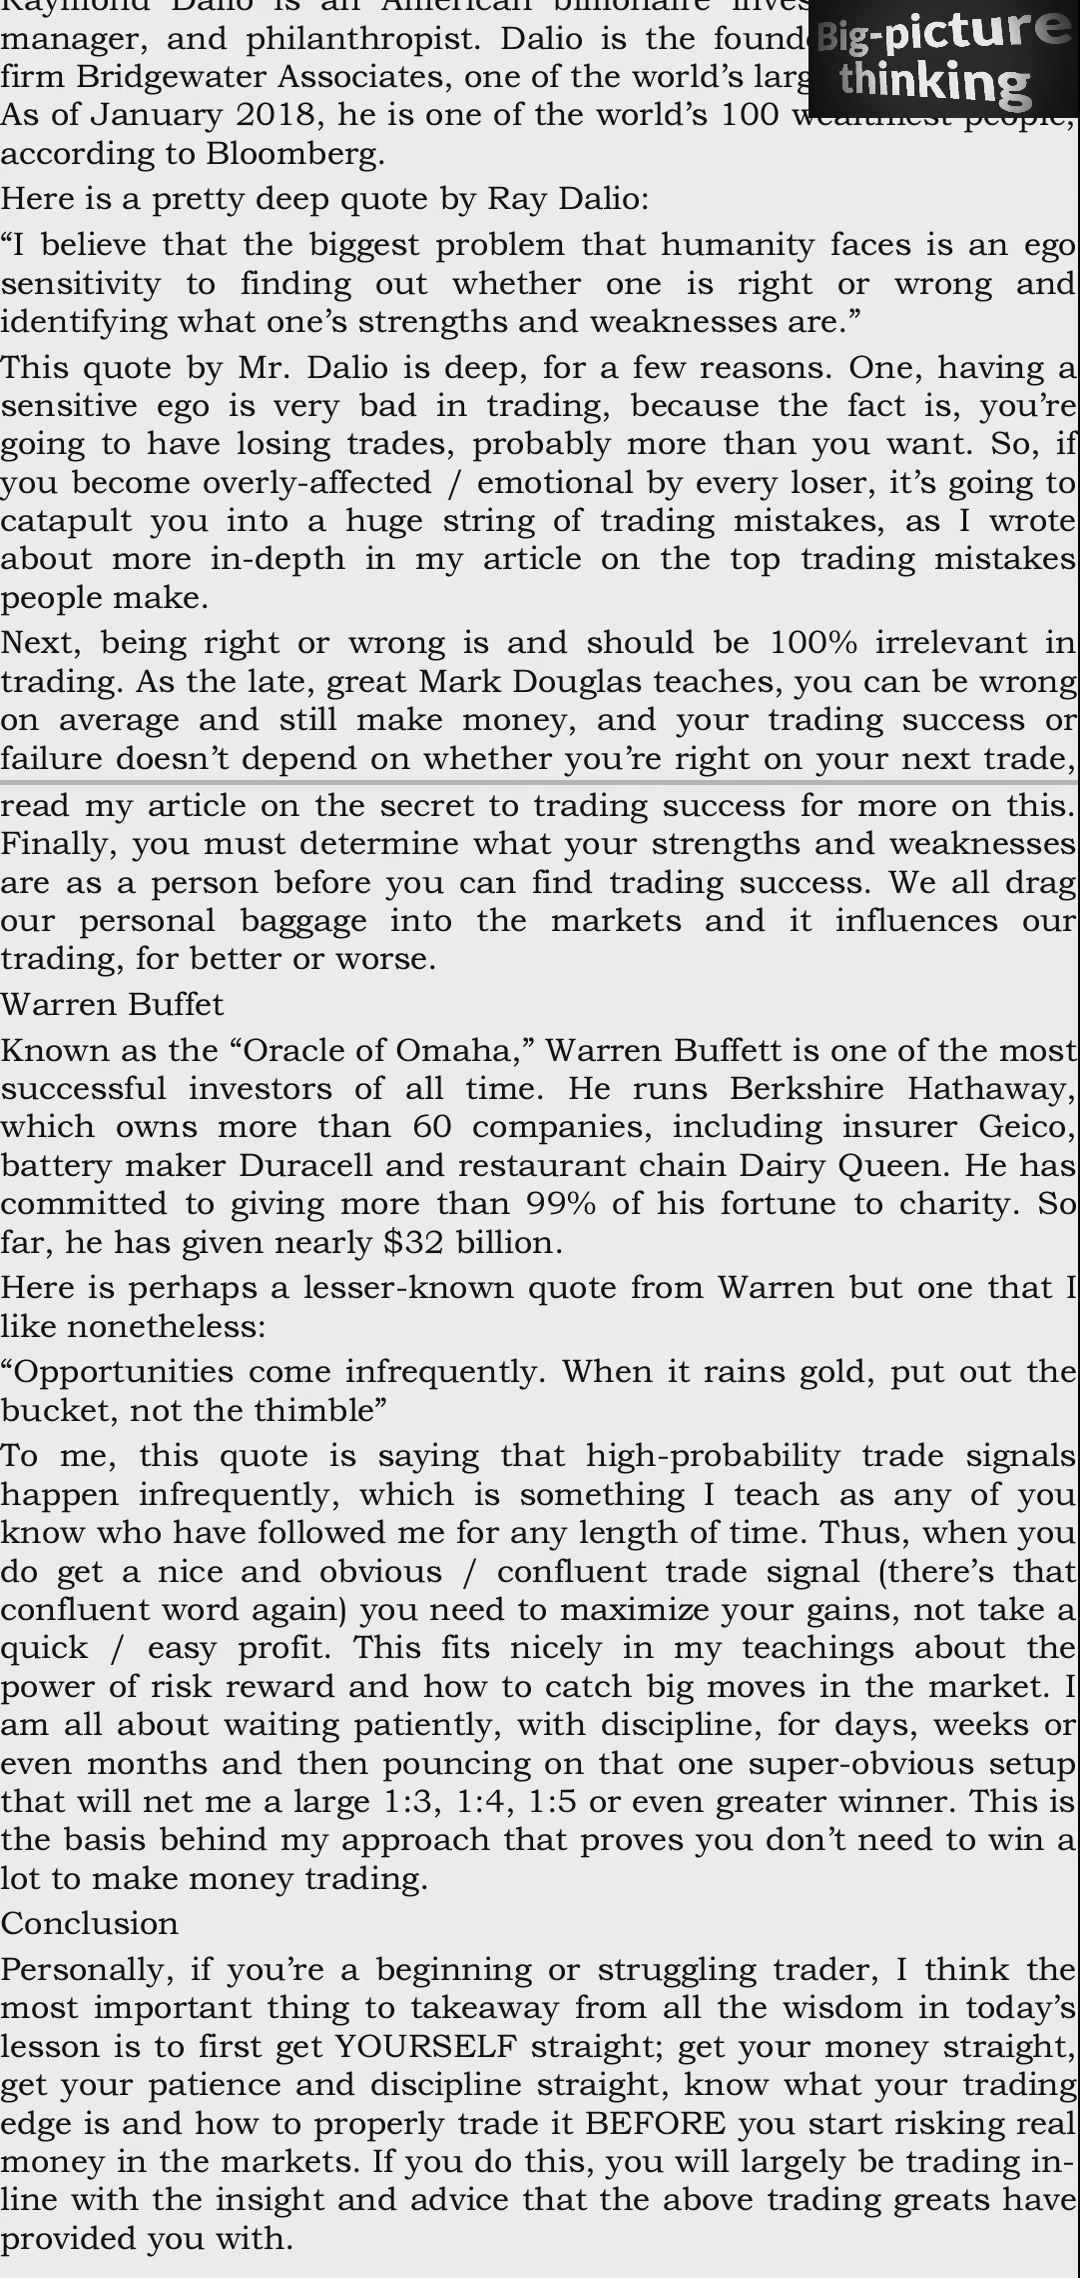 Raymond Dalio is an American billionaire
manager, and philanthropist. Dalio is the
firm Bridgewater Associates, one of the world’s
As of January 2018, he is one of the world’s 100 wealthiest people,
according to Bloomberg.
Big-picture
thinking
Here is a pretty deep quote by Ray Dalio:
“I believe that the biggest problem that humanity faces is an ego
sensitivity to finding out whether one is right or wrong and
identifying what one’s strengths and weaknesses are.”
This quote by Mr. Dalio is deep, for a few reasons. One, having a
sensitive ego is very bad in trading, because the fact is, you’re
going to have losing trades, probably more than you want. So, if
you become overly-affected / emotional by every loser, it’s going to
catapult you into a huge string of trading mistakes, as I wrote
about more in-depth in my article on the top trading mistakes
people make.
Next, being right or wrong is and should be 100% irrelevant in
trading. As the late, great Mark Douglas teaches, you can be wrong
on average and still make money, and your trading success or
failure doesn’t depend on whether you’re right on your next trade,
read my article on the secret to trading success for more on this.
Finally, you must determine what your strengths and weaknesses
are as a person before you can find trading success. We all drag
our personal baggage into the markets and it influences our
trading, for better or worse.
Warren Buffet
Known as the “Oracle of Omaha,” Warren Buffett is one of the most
successful investors of all time. He runs Berkshire Hathaway,
which owns more than 60 companies, including insurer Geico,
battery maker Duracell and restaurant chain Dairy Queen. He has
committed to giving more than 99% of his fortune to charity. So
far, he has given nearly $32 billion.
Here is perhaps a lesser-known quote from Warren but one that I
like nonetheless:
“Opportunities come infrequently. When it rains gold, put out the
bucket, not the thimble”
To me, this quote is saying that high-probability trade signals
happen infrequently, which is something I teach as any of you
know who have followed me for any length of time. Thus, when you
do get a nice and obvious / confluent trade signal (there’s that
confluent word again) you need to maximize your gains, not take a
quick / easy profit. This fits nicely in my teachings about the
power of risk reward and how to catch big moves in the market. I
am all about waiting patiently, with discipline, for days, weeks or
even months and then pouncing on that one super-obvious setup
that will net me a large 1:3, 1:4, 1:5 or even greater winner. This is
the basis behind my approach that proves you don’t need to win a
lot to make money trading.
Conclusion
Personally, if you’re a beginning or struggling trader, I think the
most important thing to takeaway from all the wisdom in today’s
lesson is to first get YOURSELF straight; get your money straight,
get your patience and discipline straight, know what your trading
edge is and how to properly trade it BEFORE you start risking real
money in the markets. If you do this, you will largely be trading in-
line with the insight and advice that the above trading greats have
provided you with.